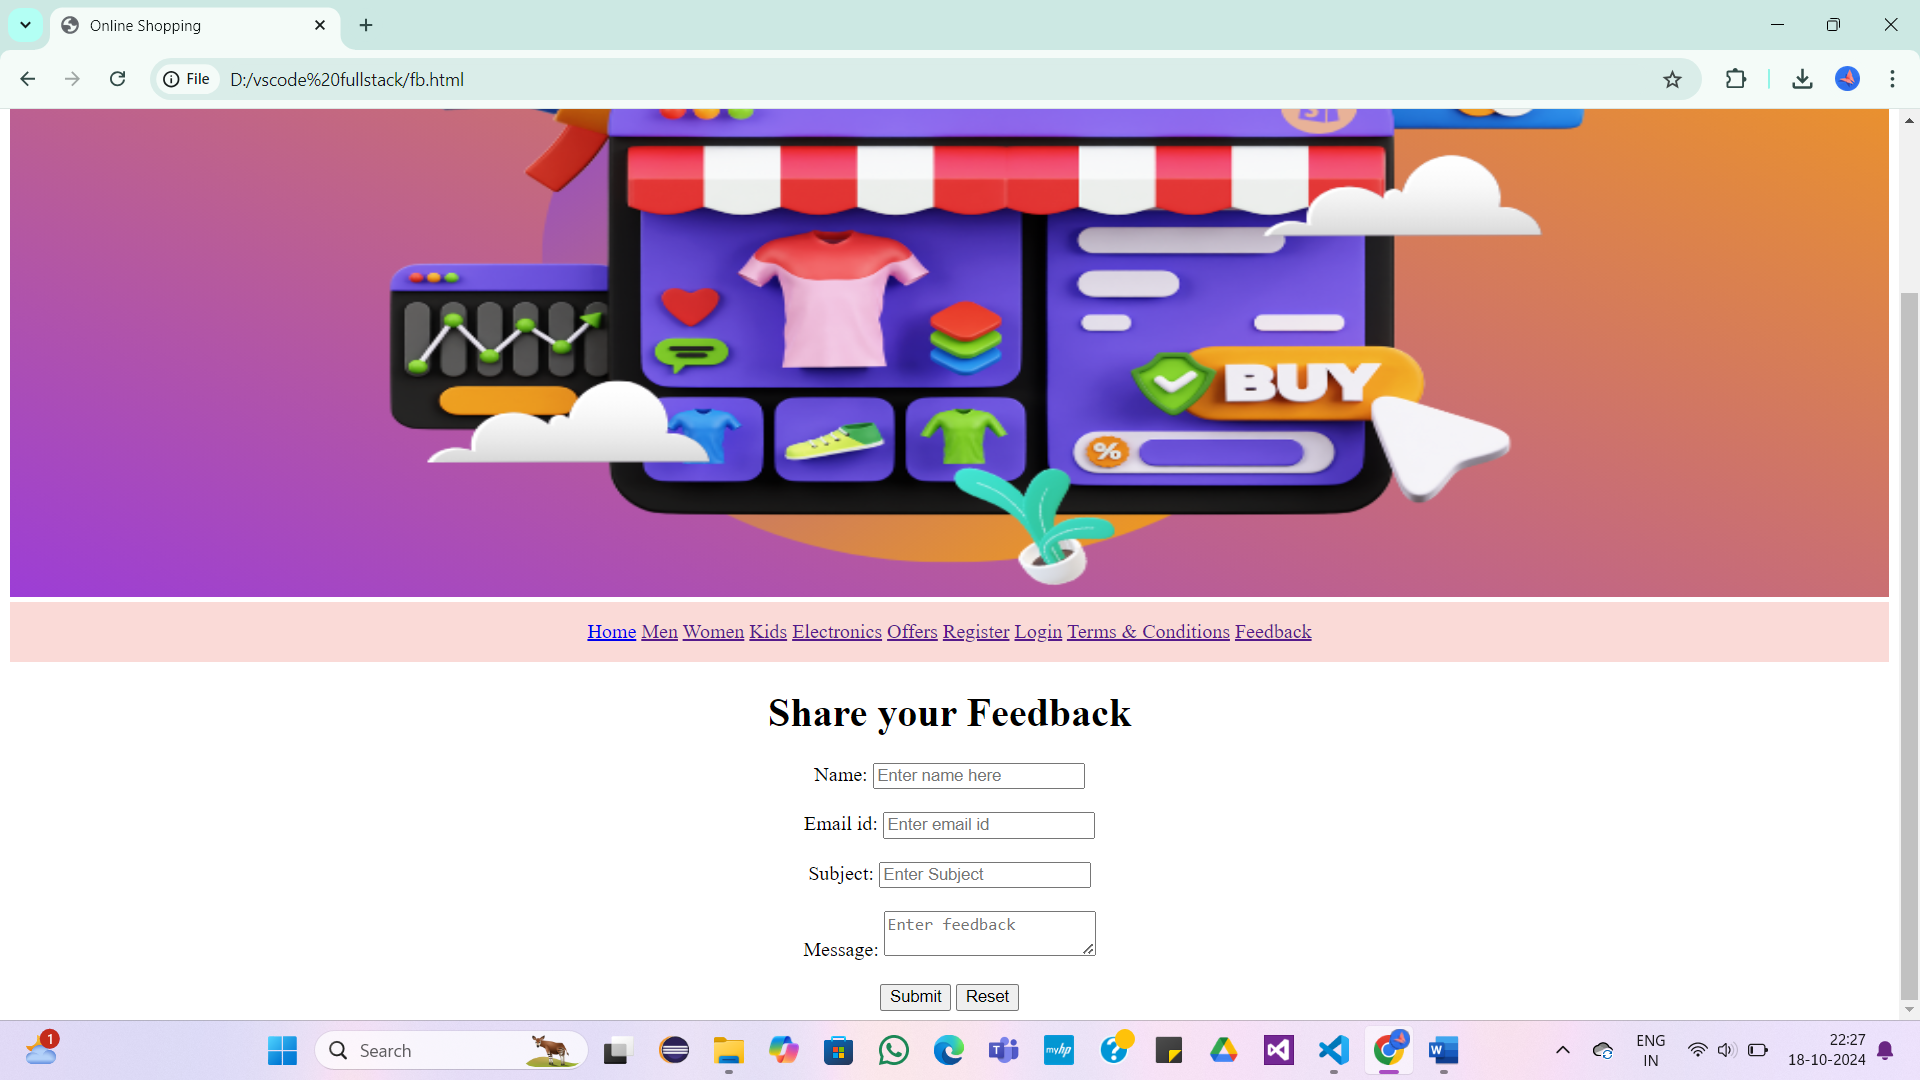 Online Shopping
File D:/vscode%20fullstack/fb.html
BUY
%
Home Men Women Kids Electronics Offers Register Login Terms & Conditions Feedback
Share your Feedback
Name: Enter name here
Email id: Enter email id
Subject: Enter Subject
Message: Enter feedback
Submit Reset
1
Search
T
myhp
?
W
ENG
IN
22:27
18-10-2024